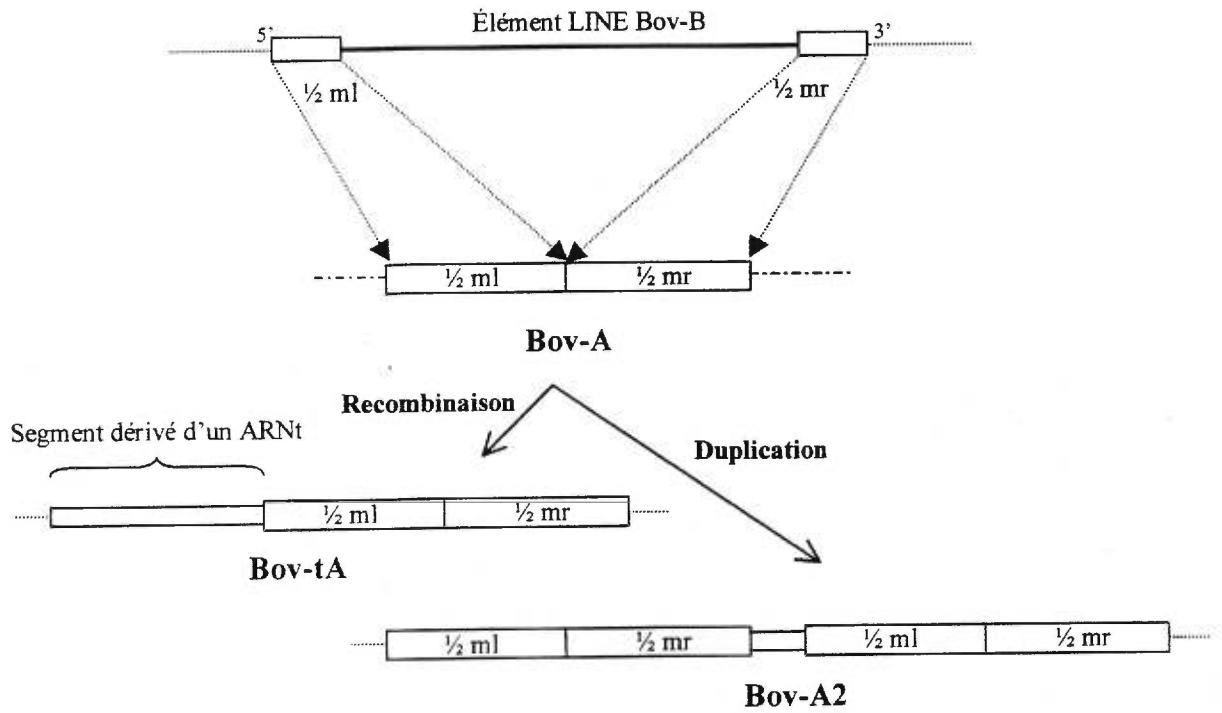 Élément LINE Bov-B
5’ 3’
½ ml ½ mr
½ ml ½ mr
Bov-A
Recombinaison
Segment dérivé d’un ARNt
Duplication
½ ml ½ mr
Bov-tA
½ ml ½ mr ½ ml ½ mr
Bov-A2